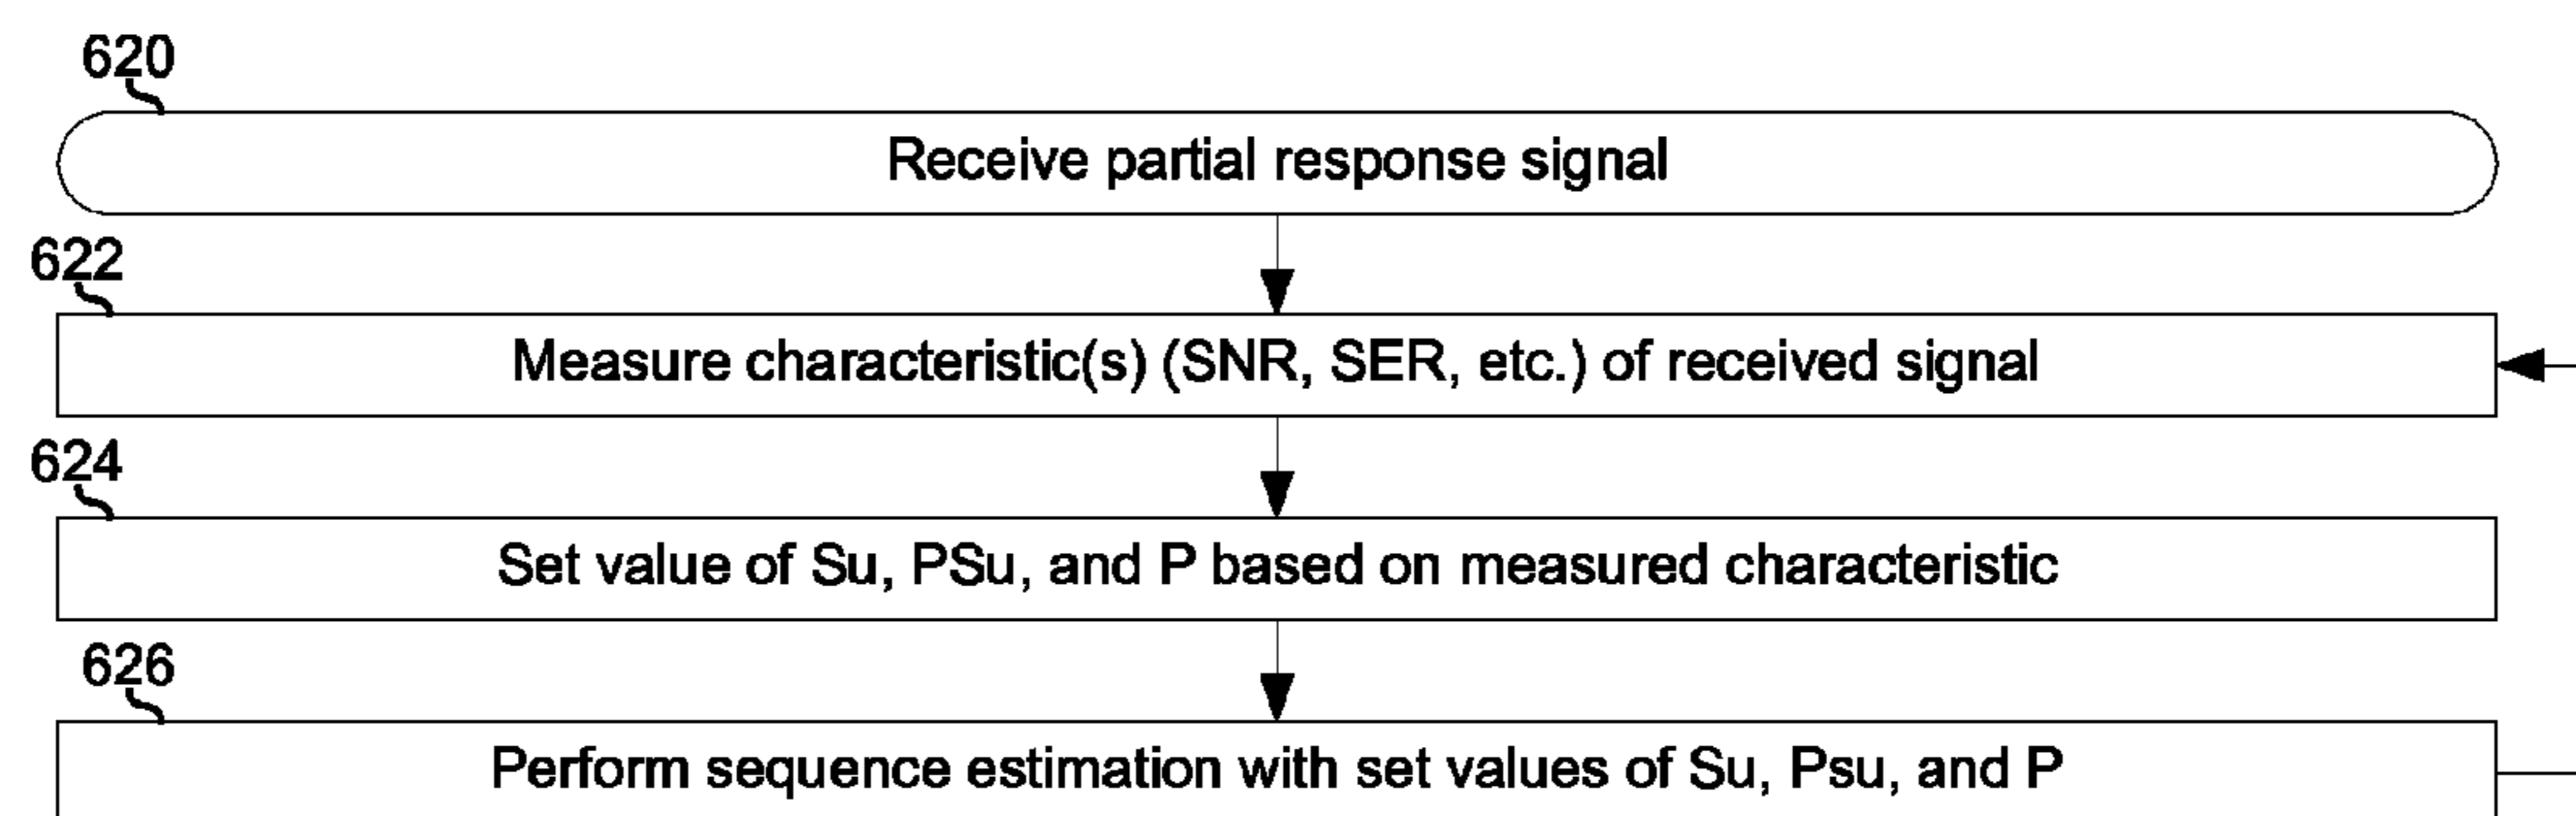 620
Receive partial response signal
622
Measure characteristic(s) (SNR, SER, etc.) of received signal
624
Set value of Su, PSu, and P based on measured characteristic
626
Perform sequence estimation with set values of Su, Psu, and P